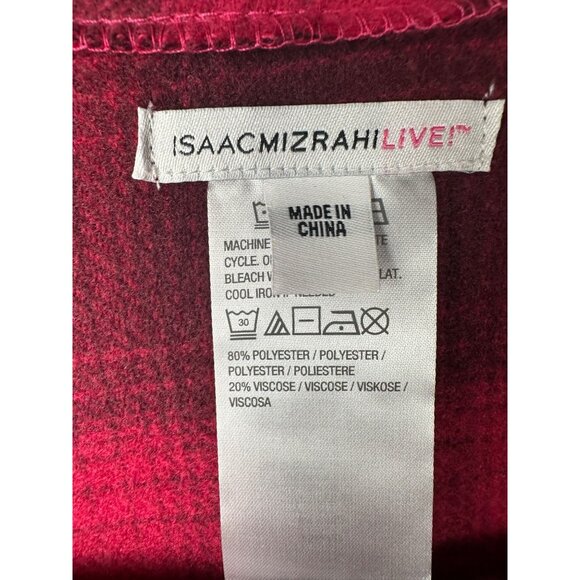 ISAACMIZRAHILIVE!™
MADE IN
CHINA
MACHINE
CYCLE.
BLEACH LAT.
COOL IRON IF NEEDED
30
80% POLYESTER / POLYESTER /
POLYESTER / POLIESTERE
20% VISCOSE / VISCOSE / VISKOSE /
VISCOSA